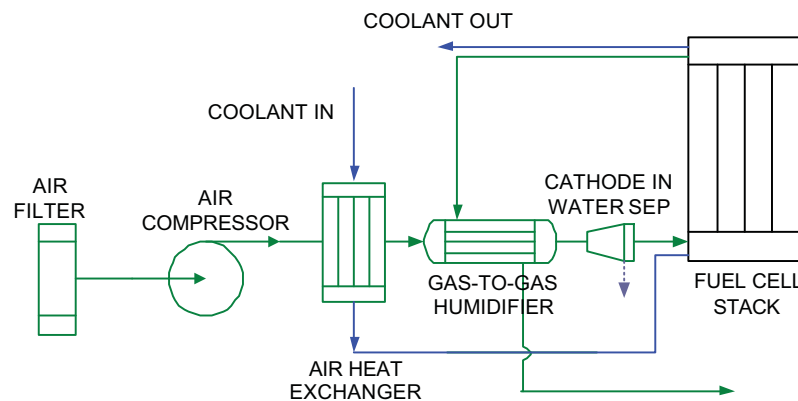 COOLANT OUT
COOLANT IN
AIR
FILTER
AIR
COMPRESSOR
CATHODE IN
WATER SEP
GAS-TO-GAS
HUMIDIFIER
FUEL CELL
STACK
AIR HEAT
EXCHANGER